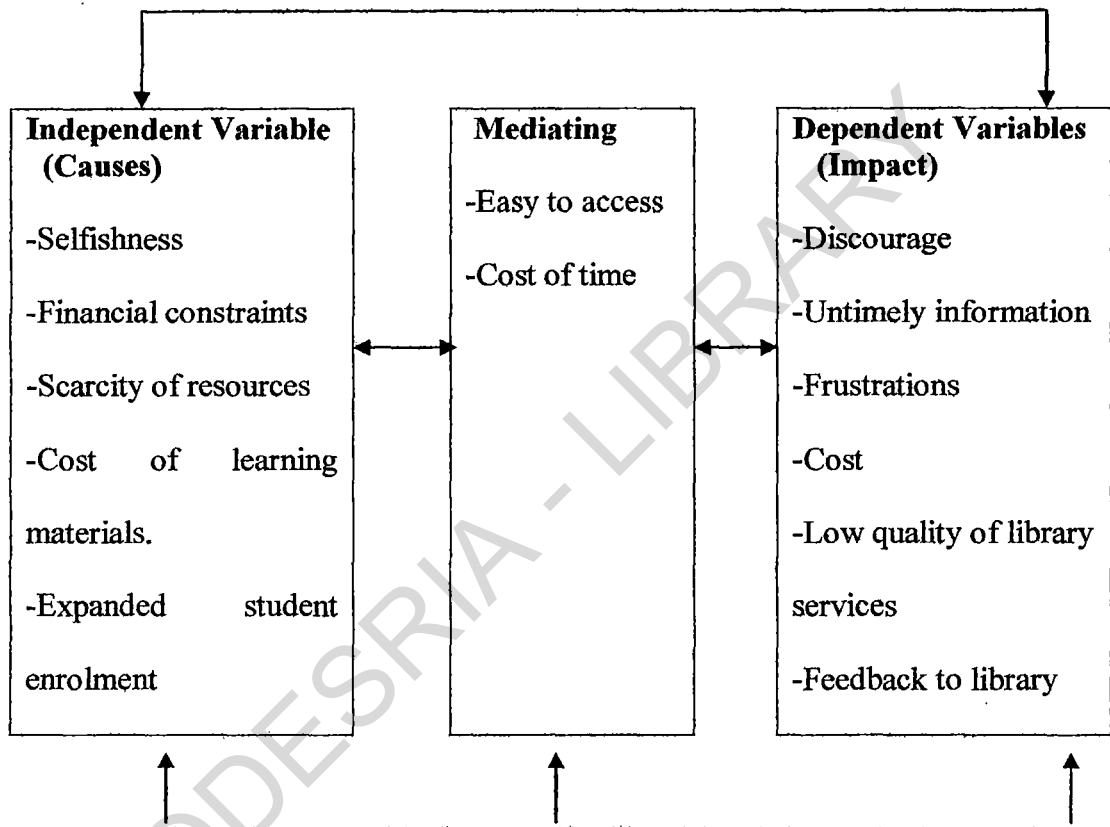 Independent Variable
(Causes)
-Selfishness
-Financial constraints
-Scarcity of resources
-Cost of learning
materials.
-Expanded student
enrolment
Mediating
-Easy to access
-Cost of time
Dependent Variables
(Impact)
-Discourage
-Untimely information
-Frustrations
-Cost
-Low quality of library
services
-Feedback to library
ODESRIA - LIBRARY